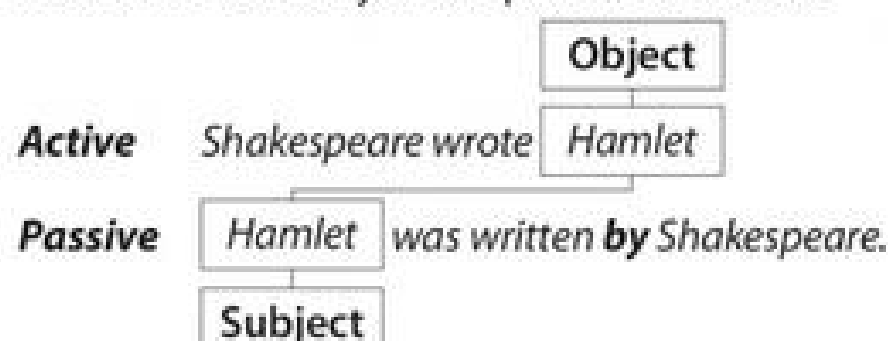 Object
Active Shakespeare wrote Hamlet
Passive Hamlet was written by Shakespeare.
Subject